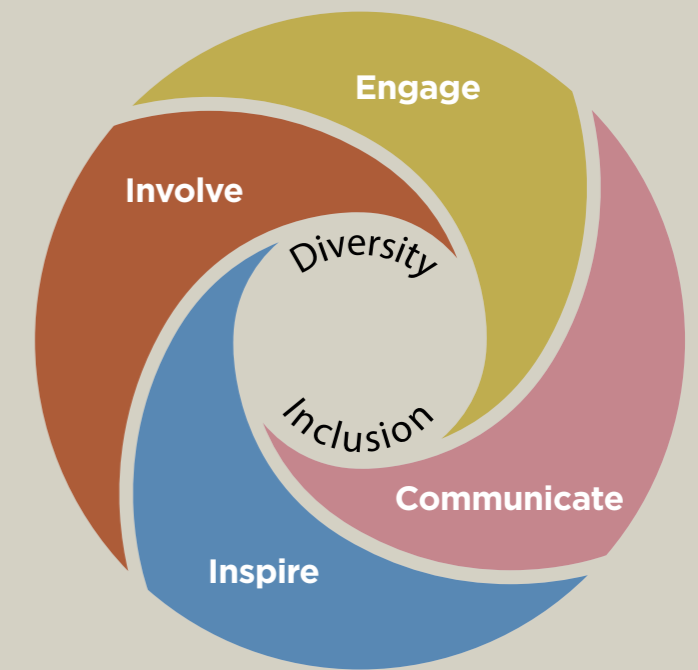 Engage
Involve
Diversity
Inclusion
Communicate
Inspire